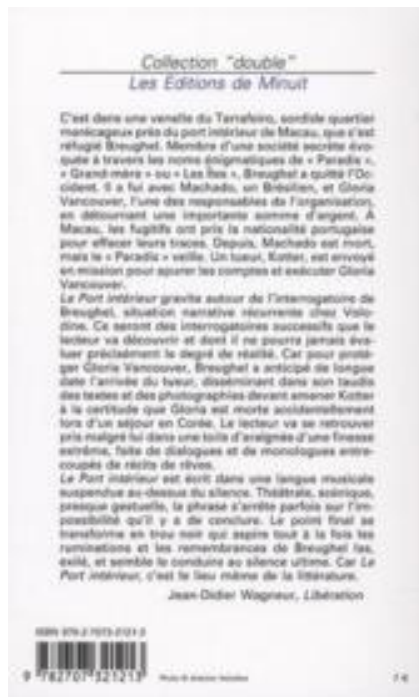 Collection "double"
Les Editions de Minuit
C'est dans une venelle du Terrafeiro, sordide quartier
marécageux près du port intérieur de Macau, que s'est
réfugié Breughel. Membre d'une société secrète évo-
quée à travers les noms énigmatiques de « Paradis »,
« Grand-mère » ou « Les Îles », Breughel a quitté l'Oc-
cident. Il a fui avec Machado, un Brésilien, et Gloria
Vancouver, l'une des responsables de l'organisation,
en détournant une importante somme d'argent. À
Macau, les fugitifs ont pris la nationalité portugaise
pour effacer leurs traces. Depuis, Machado est mort,
mais le « Paradis » veille. Un tueur, Kotter, est envoyé
en mission pour apurer les comptes et exécuter Gloria
Vancouver.
Le Port intérieur gravite autour de l'interrogatoire de
Breughel, situation narrative récurrente chez Volo-
dine. Ce seront des interrogatoires successifs que le
lecteur va découvrir et dont il ne pourra jamais éva-
luer précisément le degré de réalité. Car pour proté-
ger Gloria Vancouver, Breughel a anticipé de longue
date l'arrivée du tueur, disséminant dans son taudis
des textes et des photographies devant amener Kotter
à la certitude que Gloria est morte accidentellement
lors d'un séjour en Corée. Le lecteur va se retrouver
pris malgré lui dans une toile d'araignée d'une finesse
extrême, faite de dialogues et de monologues entre-
coupés de récits de rêves.
Le Port intérieur est écrit dans une langue musicale
suspendue au-dessus du silence. Théâtrale, scénique,
presque gestuelle, la phrase s'arrête parfois sur l'im-
possibilité qu'il y a de conclure. Le point final se
transforme en trou noir qui aspire tout à la fois les
ruminations et les remembrances de Breughel las,
exilé, et semble le conduire au silence ultime. Car Le
Port intérieur, c'est le lieu même de la littérature.
Jean-Didier Wagneur, Libération
ISBN 978-2-7073-2121-3
9 782707 321213